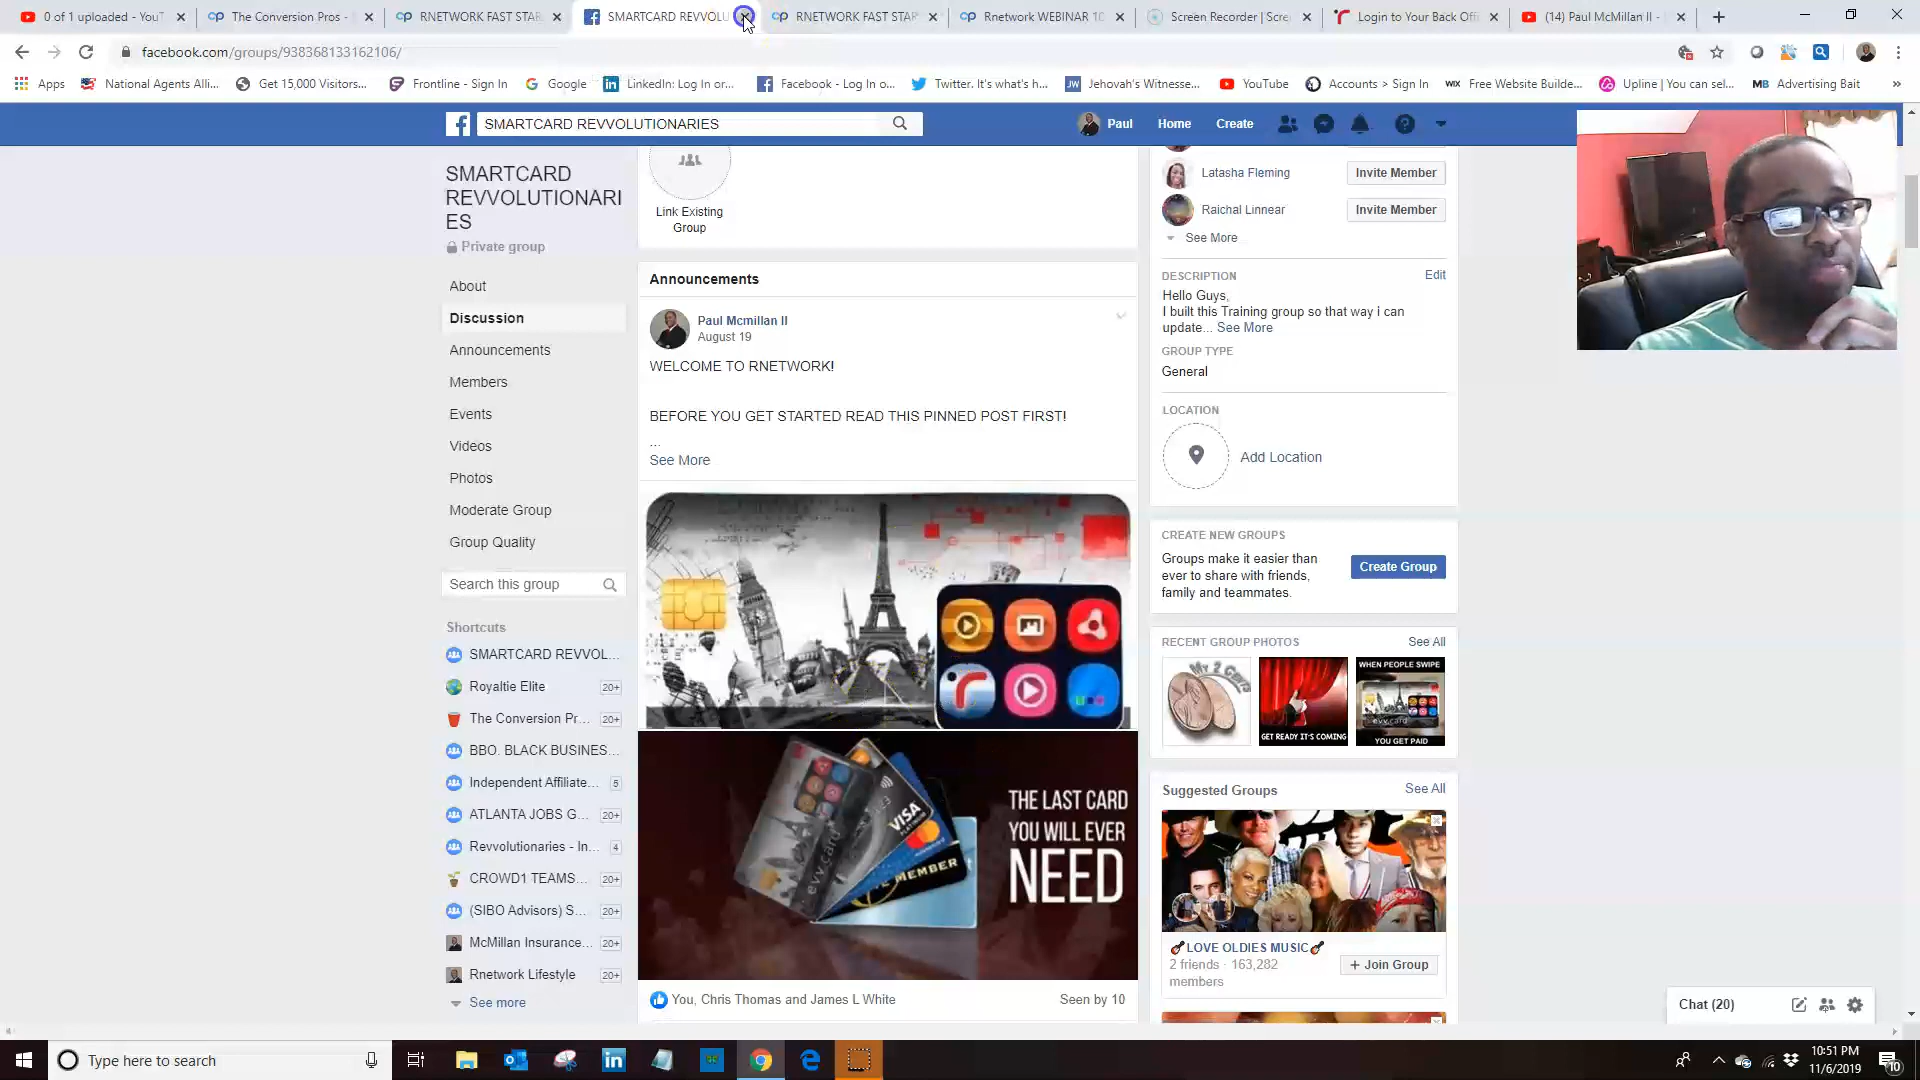 0 of 1 uploaded - YouT
The Conversion Pros -
RNETWORK FAST STAR
SMARTCARD REVVOLU
RNETWORK FAST STAR
Rnetwork WEBINAR 10
Screen Recorder | Scre
Login to Your Back Offi
(14) Paul McMillan II -
facebook.com/groups/938368133162106/
Apps
National Agents Alli...
Get 15,000 Visitors...
Frontline - Sign In
Google
LinkedIn: Log In or...
Facebook - Log In o...
Twitter. It's what's h...
Jehovah's Witnesse...
YouTube
Accounts > Sign In
WIX Free Website Builde...
Upline | You can sel...
MB Advertising Bait
SMARTCARD REVVOLUTIONARIES
Paul
Home
Create
SMARTCARD
REVVOLUTIONARI
ES
Private group
About
Discussion
Announcements
Members
Events
Videos
Photos
Moderate Group
Group Quality
Search this group
Shortcuts
SMARTCARD REVVOL...
Royaltie Elite 20+
The Conversion Pr... 20+
BBO. BLACK BUSINES...
Independent Affiliate... 5
ATLANTA JOBS G... 20+
Revvolutionaries - In... 4
CROWD1 TEAMS... 20+
(SIBO Advisors) S... 20+
McMillan Insurance... 20+
Rnetwork Lifestyle 20+
See more
Link Existing
Group
Announcements
Paul Mcmillan II
August 19
WELCOME TO RNETWORK!
BEFORE YOU GET STARTED READ THIS PINNED POST FIRST!
...
See More
evv.card
VISA
PLATINUM
MEMBER
THE LAST CARD
YOU WILL EVER
NEED
You, Chris Thomas and James L White
Seen by 10
Latasha Fleming
Invite Member
Raichal Linnear
Invite Member
See More
DESCRIPTION
Edit
Hello Guys,
I built this Training group so that way i can
update... See More
GROUP TYPE
General
LOCATION
Add Location
CREATE NEW GROUPS
Groups make it easier than
ever to share with friends,
family and teammates.
Create Group
RECENT GROUP PHOTOS
See All
My 2 Cents
GET READY IT'S COMING
WHEN PEOPLE SWIPE
evv.card
YOU GET PAID
Suggested Groups
See All
LOVE OLDIES MUSIC
2 friends · 163,282
members
+ Join Group
Chat (20)
Type here to search
10:51 PM
11/6/2019
10